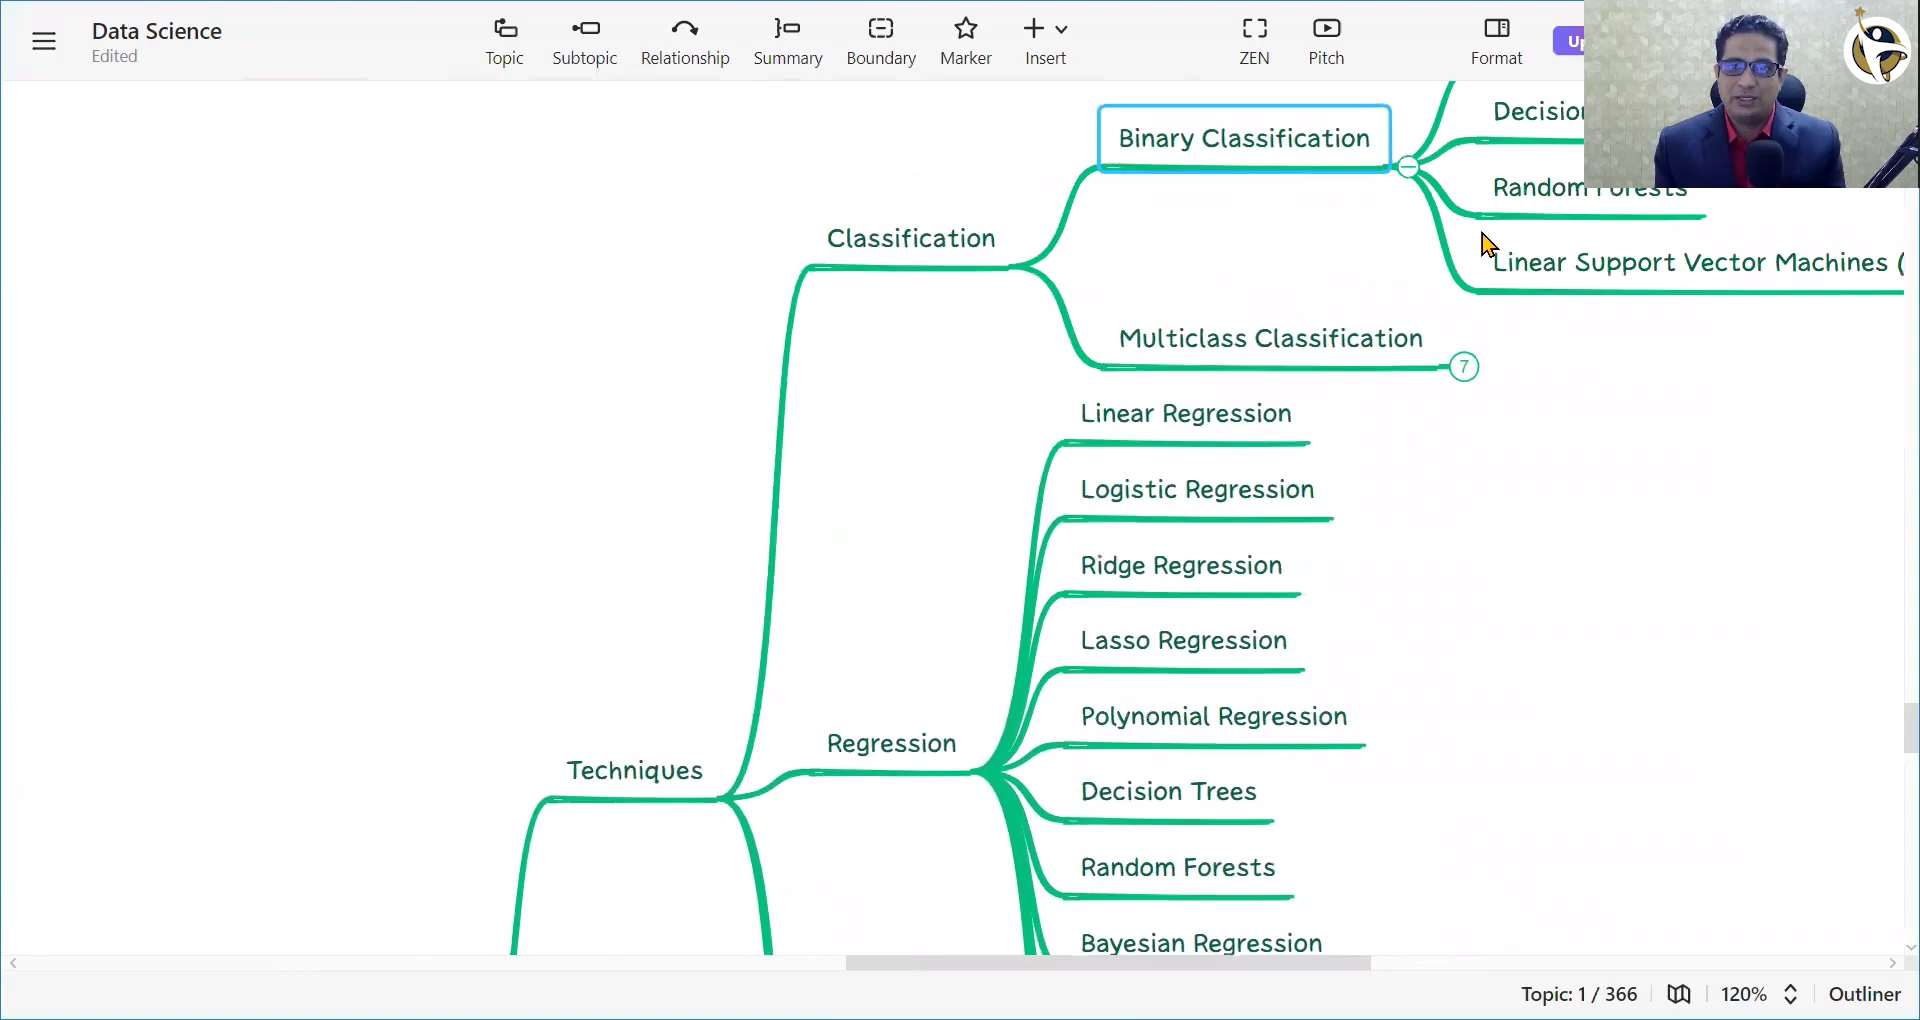 Data Science
Edited
Topic
Subtopic
Relationship
Summary
Boundary
Marker
Insert
ZEN
Pitch
Format
Binary Classification
Random Forests
Classification
Linear Support Vector Machines (
Multiclass Classification
7
Linear Regression
Logistic Regression
Ridge Regression
Lasso Regression
Polynomial Regression
Regression
Techniques
Decision Trees
Random Forests
Bayesian Regression
Topic: 1 / 366
120%
Outliner